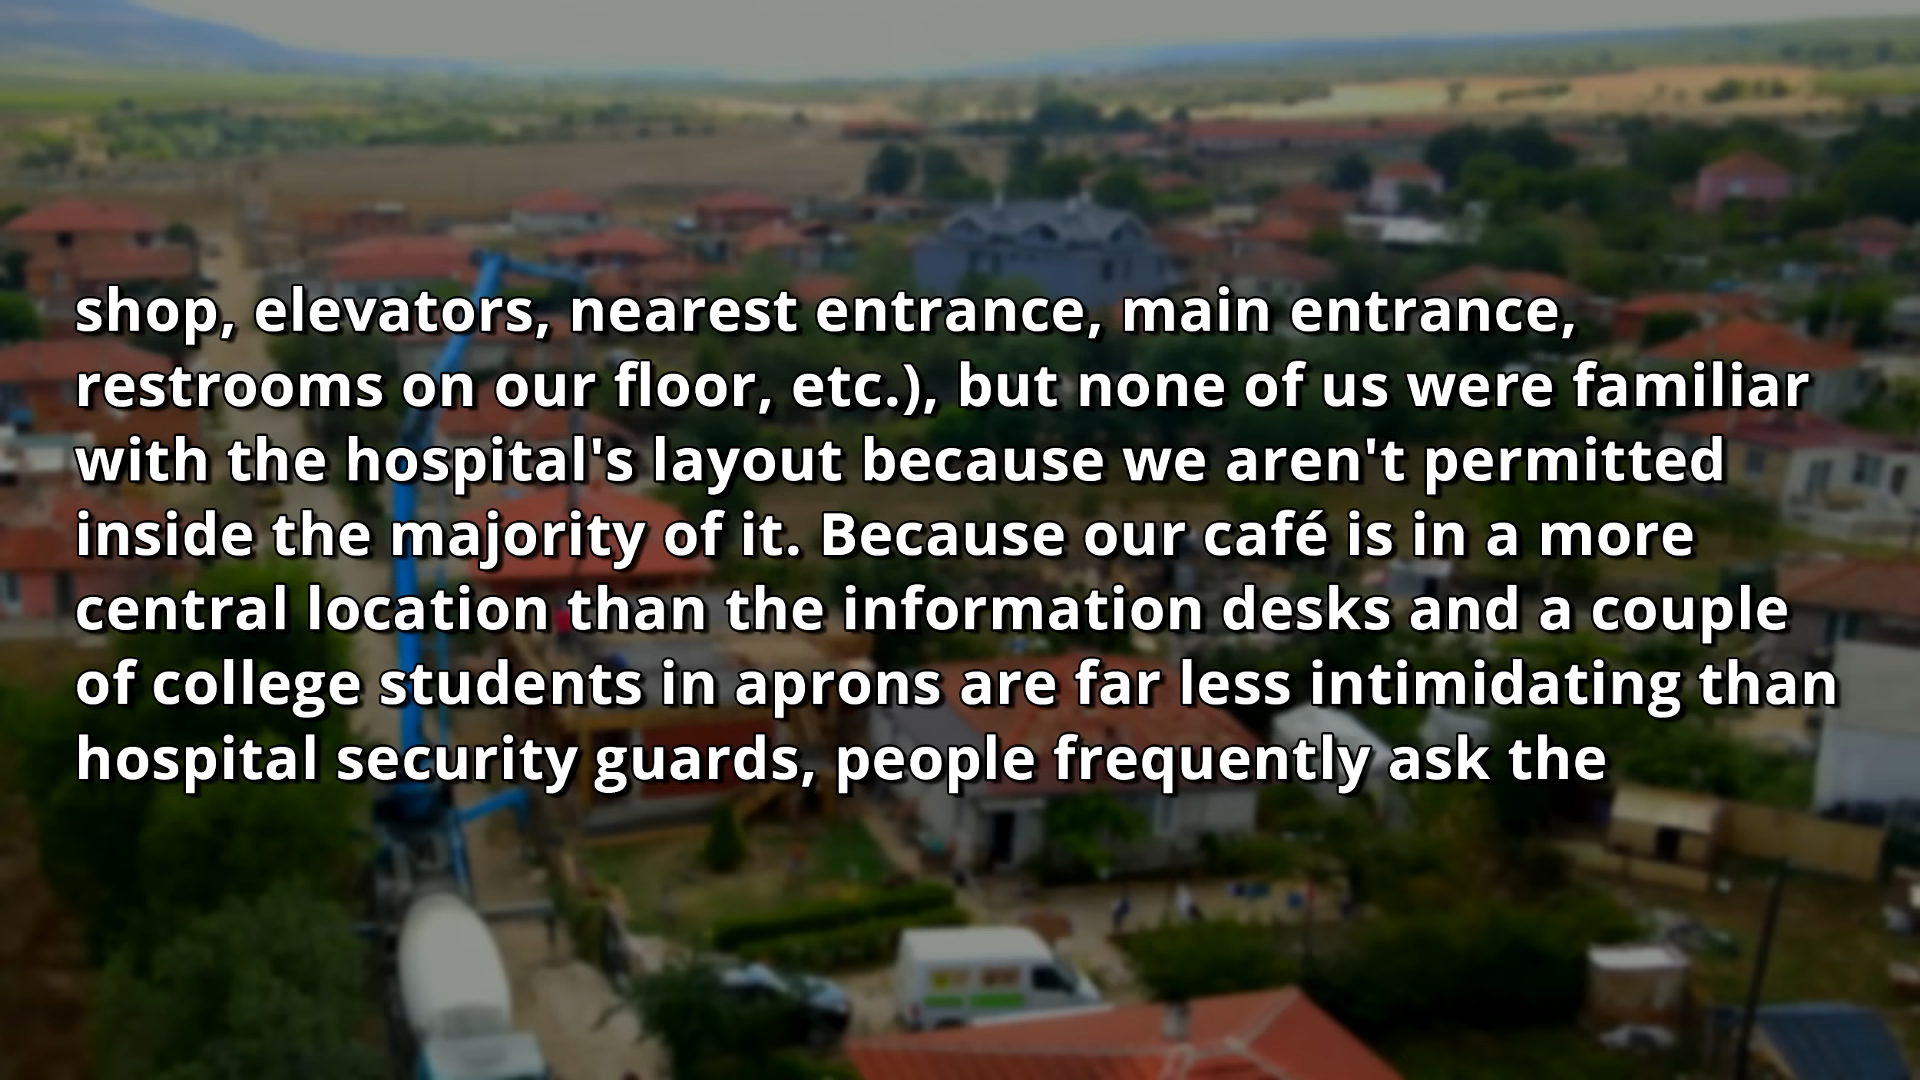 shop, elevators, nearest entrance, main entrance,
restrooms on our floor, etc.), but none of us were familiar
with the hospital's layout because we aren't permitted
inside the majority of it. Because our café is in a more
central location than the information desks and a couple
of college students in aprons are far less intimidating than
hospital security guards, people frequently ask the